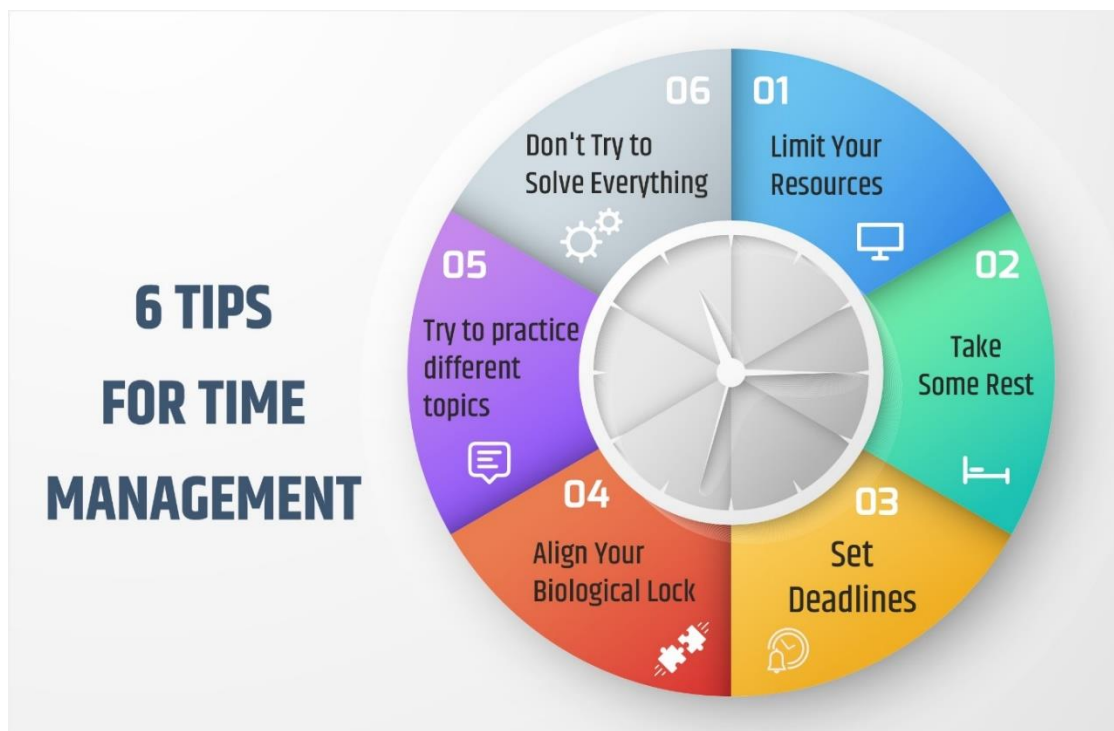 6 TIPS
FOR TIME
MANAGEMENT
01
Limit Your
Resources
02
Take
Some Rest
03
Set
Deadlines
04
Align Your
Biological Lock
05
Try to practice
different
topics
06
Don't Try to
Solve Everything